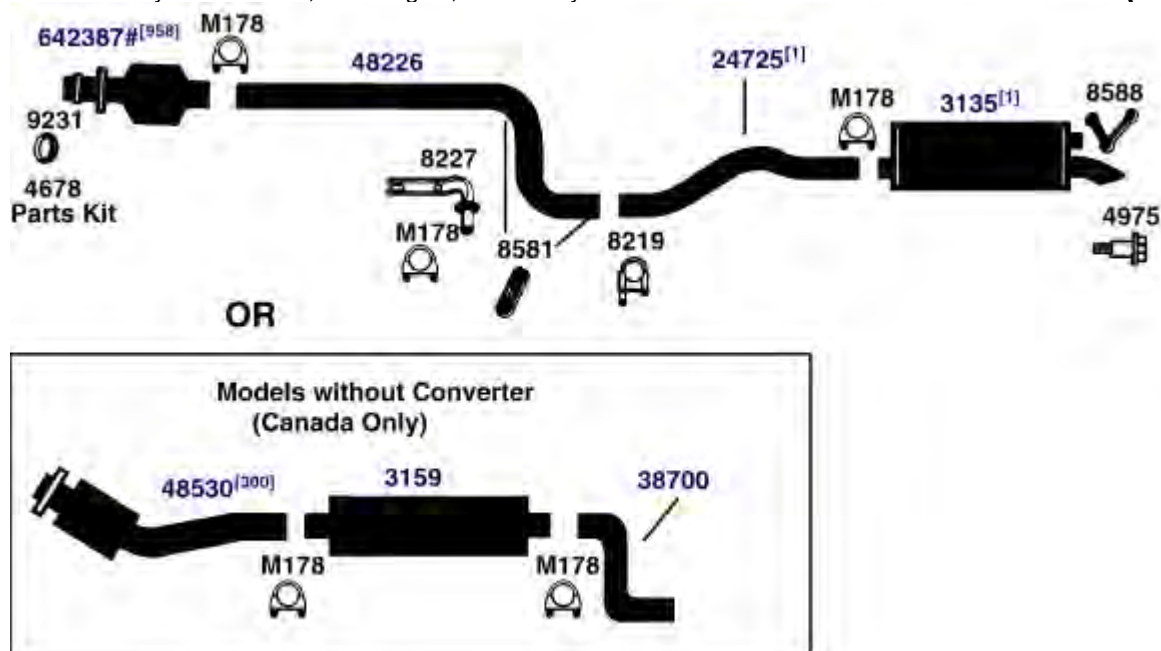 M178
642387#[958]
48226
24725[1]
M178
3135[1]
8588
9231
8227
4678
Parts Kit
M178
8581
8219
4975
OR
Models without Converter
(Canada Only)
48530[300]
3159
38700
M178
M178